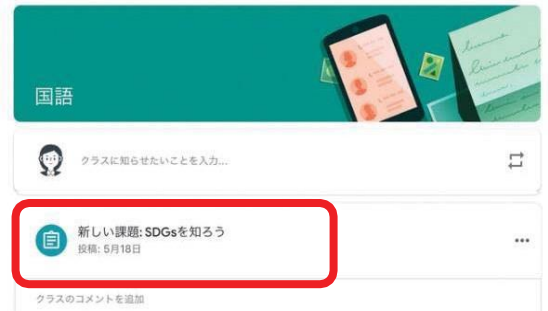 国語
クラスに知らせたいことを入力...
新しい課題: SDGsを知ろう
投稿: 5月18日
クラスのコメントを追加